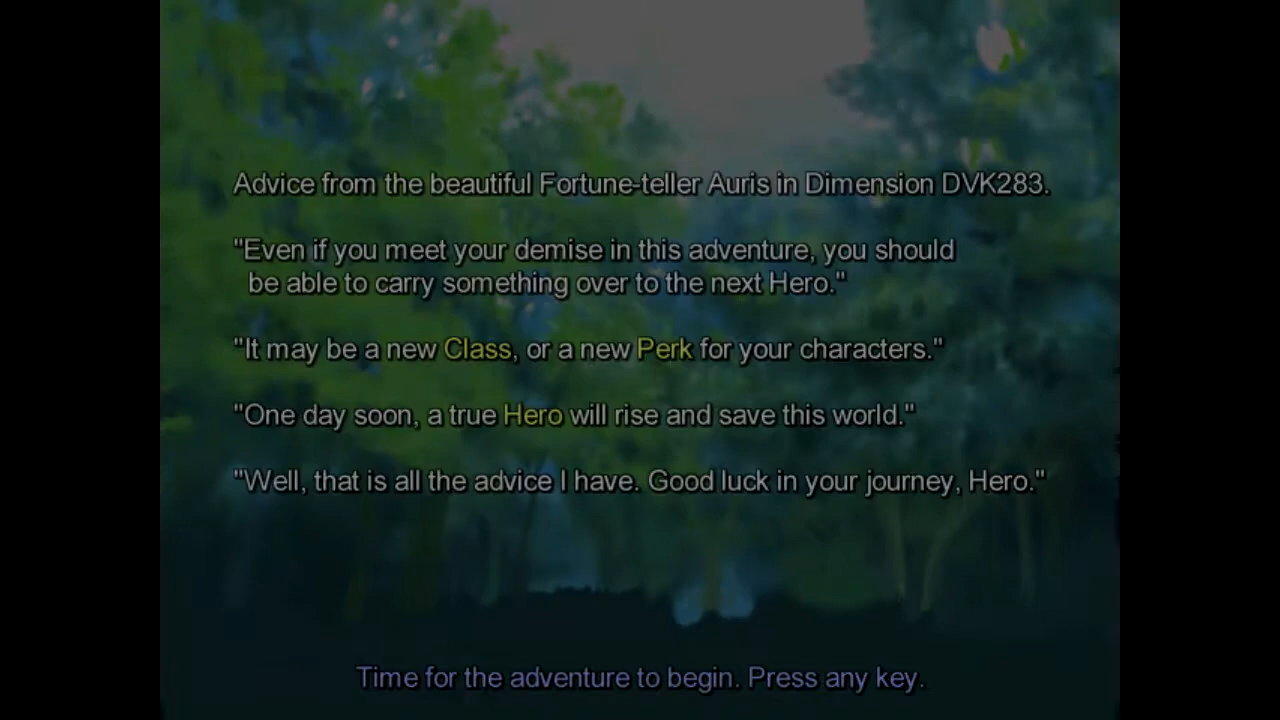 Advice from the beautiful Fortune-teller Auris in Dimension DVK283.
"Even if you meet your demise in this adventure, you should
be able to carry something over to the next Hero."
"It may be a new Class, or a new Perk for your characters."
"One day soon, a true Hero will rise and save this world."
"Well, that is all the advice I have. Good luck in your journey, Hero."
Time for the adventure to begin. Press any key.